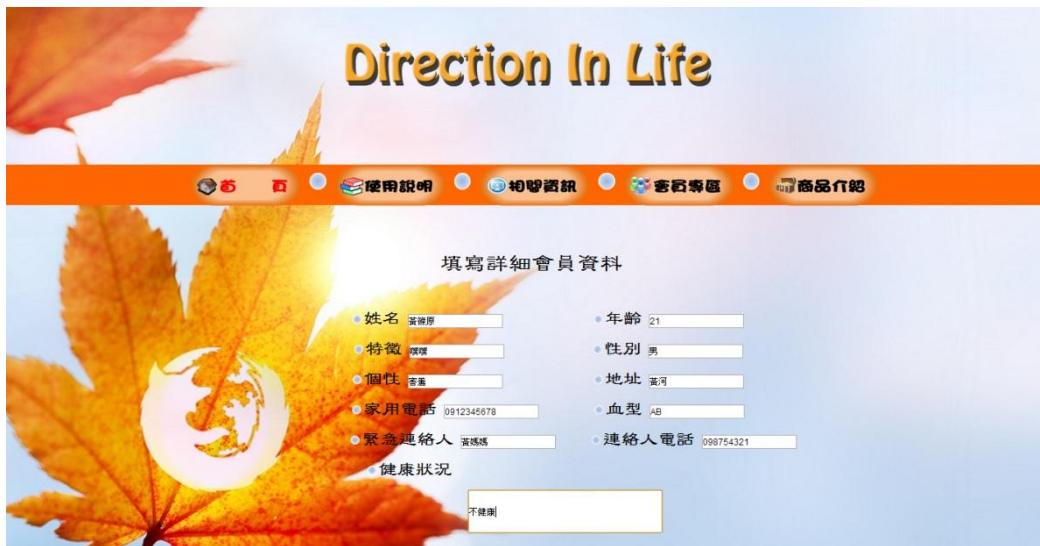 Direction In Life
首 頁 使用說明 相關資訊 會員專區 商品介紹
填寫詳細會員資料
姓名 黃篠原 年齡 21
特徵 嘿嘿 性別 男
個性 害羞 地址 黃河
家用電話 0912345678 血型 AB
緊急連絡人 黃媽媽 連絡人電話 098754321
健康狀況
不健康